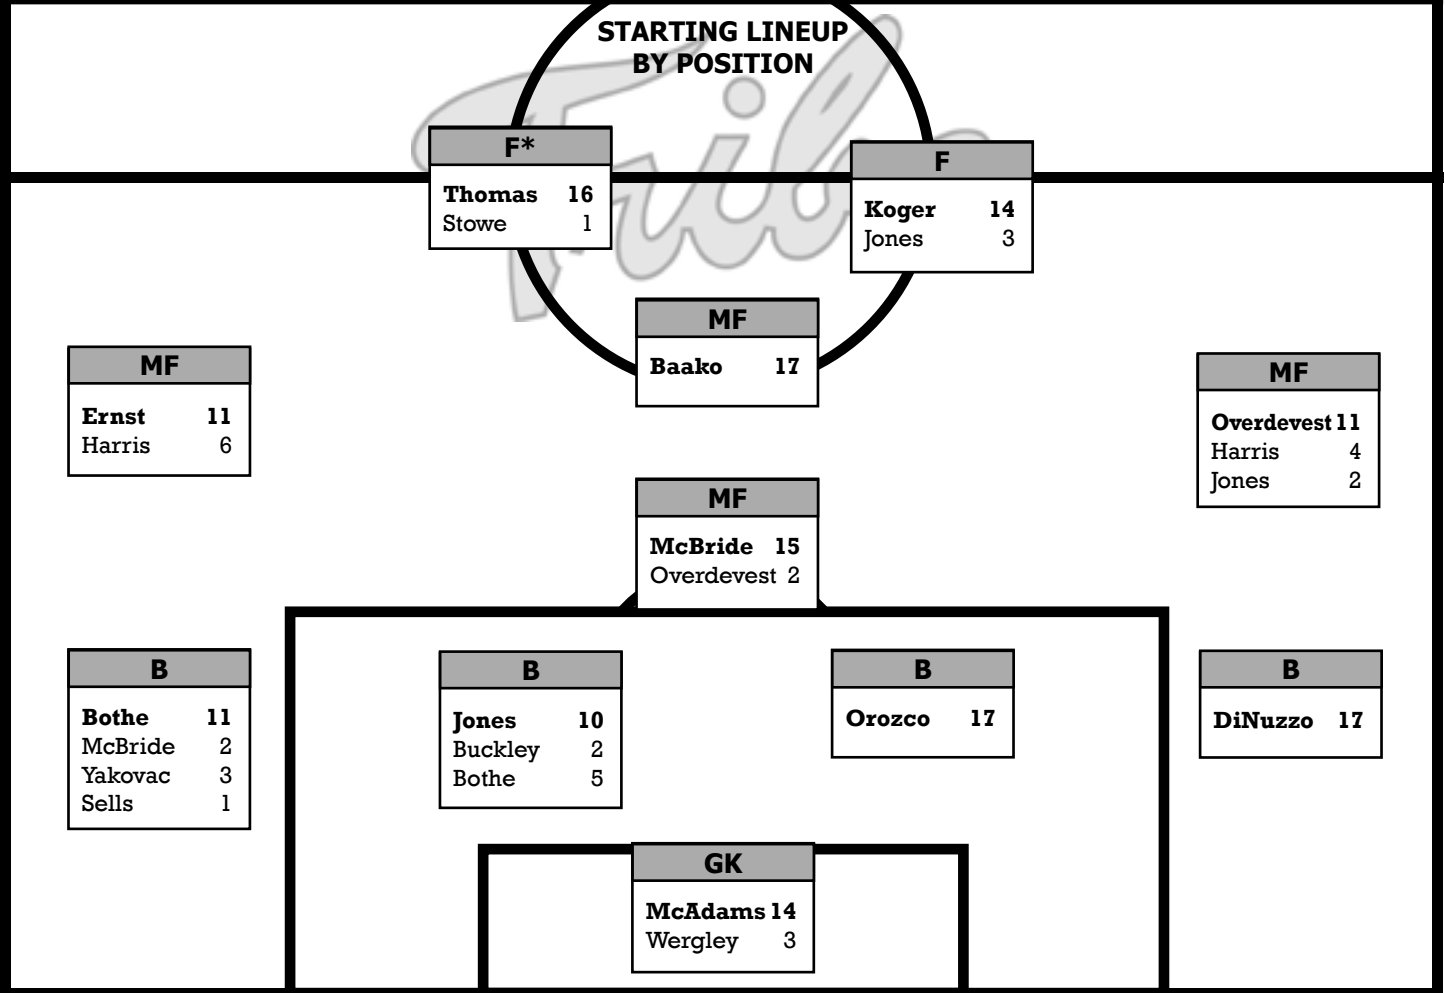 STARTING LINEUP
BY POSITION
Tribe
F*
Thomas 16
Stowe 1
F
Koger 14
Jones 3
MF
Baako 17
MF
Ernst 11
Harris 6
MF
Overdevest 11
Harris 4
Jones 2
MF
McBride 15
Overdevest 2
B
Bothe 11
McBride 2
Yakovac 3
Sells 1
B
Jones 10
Buckley 2
Bothe 5
B
Orozco 17
B
DiNuzzo 17
GK
McAdams 14
Wergley 3